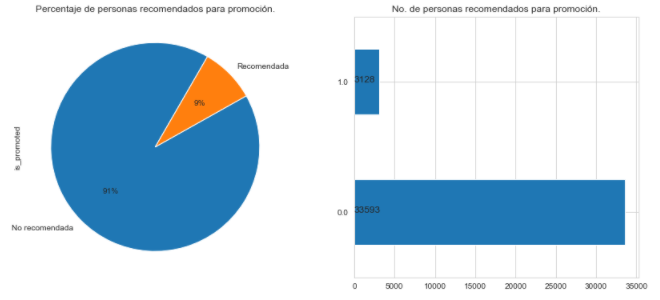 Percentaje de personas recomendados para promoción.
is_promoted
Recomendada
9%
91%
No recomendada
No. de personas recomendados para promoción.
1.0
3128
0.0
33593
0 5000 10000 15000 20000 25000 30000 35000